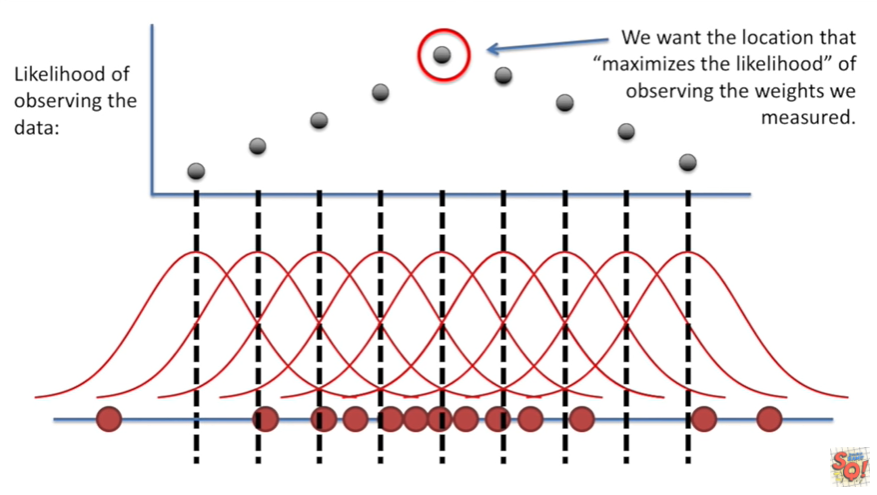 We want the location that
“maximizes the likelihood” of
observing the weights we
measured.
Likelihood of
observing the
data:
SQ!